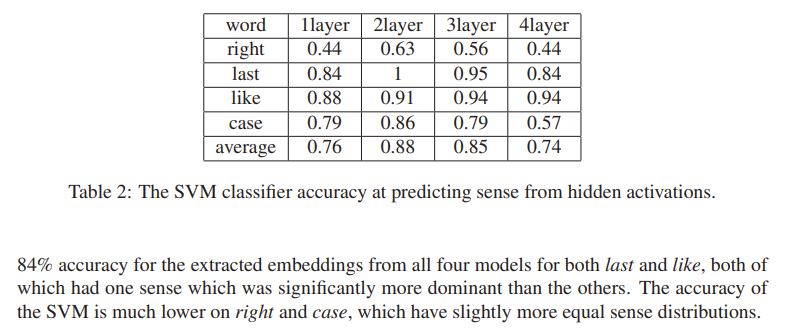 word 1layer 2layer 3layer 4layer
right 0.44 0.63 0.56 0.44
last 0.84 1 0.95 0.84
like 0.88 0.91 0.94 0.94
case 0.79 0.86 0.79 0.57
average 0.76 0.88 0.85 0.74
Table 2: The SVM classifier accuracy at predicting sense from hidden activations.
84% accuracy for the extracted embeddings from all four models for both last and like, both of
which had one sense which was significantly more dominant than the others. The accuracy of
the SVM is much lower on right and case, which have slightly more equal sense distributions.